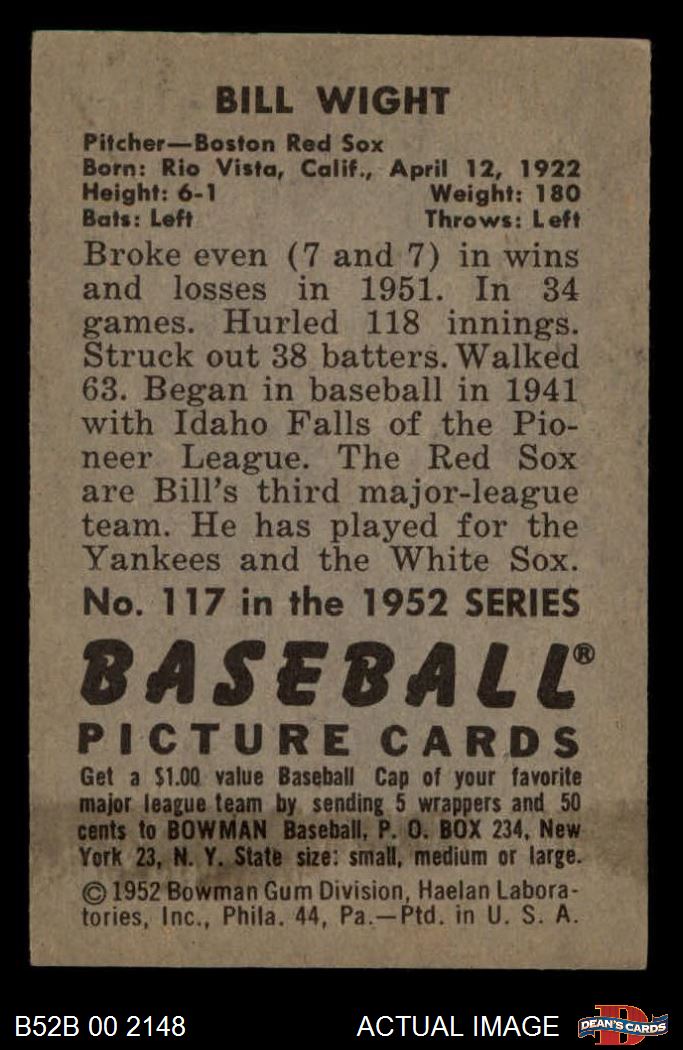 BILL WIGHT
Pitcher—Boston Red Sox
Born: Rio Vista, Calif., April 12, 1922
Height: 6-1 Weight: 180
Bats: Left Throws: Left
Broke even (7 and 7) in wins
and losses in 1951. In 34
games. Hurled 118 innings.
Struck out 38 batters. Walked
63. Began in baseball in 1941
with Idaho Falls of the Pio-
neer League. The Red Sox
are Bill's third major-league
team. He has played for the
Yankees and the White Sox.
No. 117 in the 1952 SERIES
BASEBALL®
PICTURE CARDS
Get a $1.00 value Baseball Cap of your favorite
major league team by sending 5 wrappers and 50
cents to BOWMAN Baseball, P. O. BOX 234, New
York 23, N. Y. State size: small, medium or large.
© 1952 Bowman Gum Division, Haelan Labora-
tories, Inc., Phila. 44, Pa.—Ptd. in U. S. A.
B52B 00 2148 ACTUAL IMAGE D DEAN'S CARDS